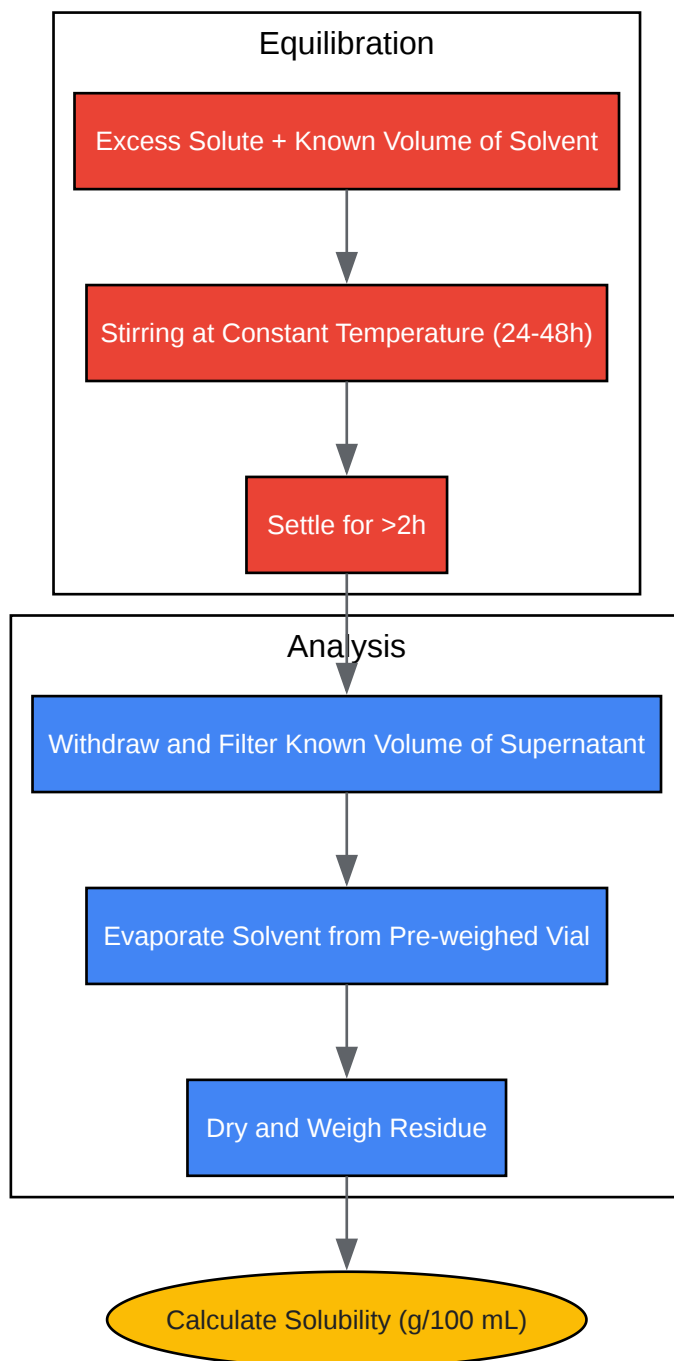 Equilibration
Excess Solute + Known Volume of Solvent
Stirring at Constant Temperature (24-48h)
Settle for >2h
Analysis
Withdraw and Filter Known Volume of Supernatant
Evaporate Solvent from Pre-weighed Vial
Dry and Weigh Residue
Calculate Solubility (g/100 mL)